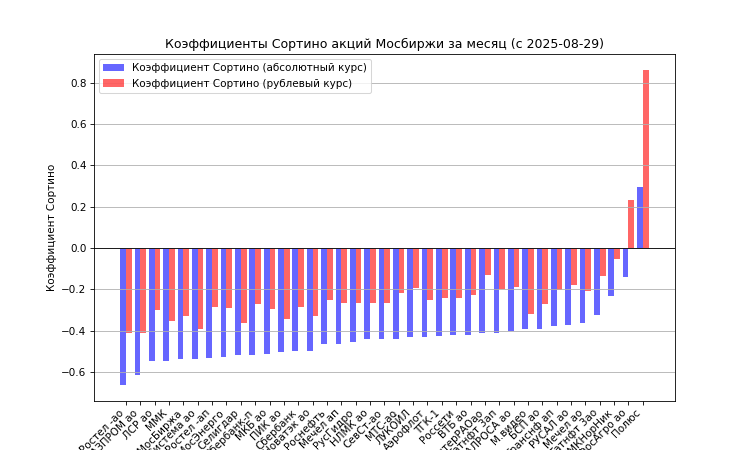 Коэффициенты Сортино акций Мосбиржи за месяц (с 2025-08-29)
Коэффициент Сортино (абсолютный курс)
Коэффициент Сортино (рублевый курс)
Коэффициент Сортино
0.8
0.6
0.4
0.2
0.0
−0.2
−0.4
−0.6
Ростел -ао
ЛСР ао
ММК
МосБиржа
Ростел -ап
Селигдар
МКБ ао
ПИК ао
Сбербанк
Роснефть
Мечел ап
РусГидро
НЛМК ао
СевСт-ао
МТС-ао
ЛУКОЙЛ
Аэрофлот
ТГК-1
Россети
ВТБ ао
М.видео
БСП ао
РУСАЛ ао
Мечел ао
Полюс